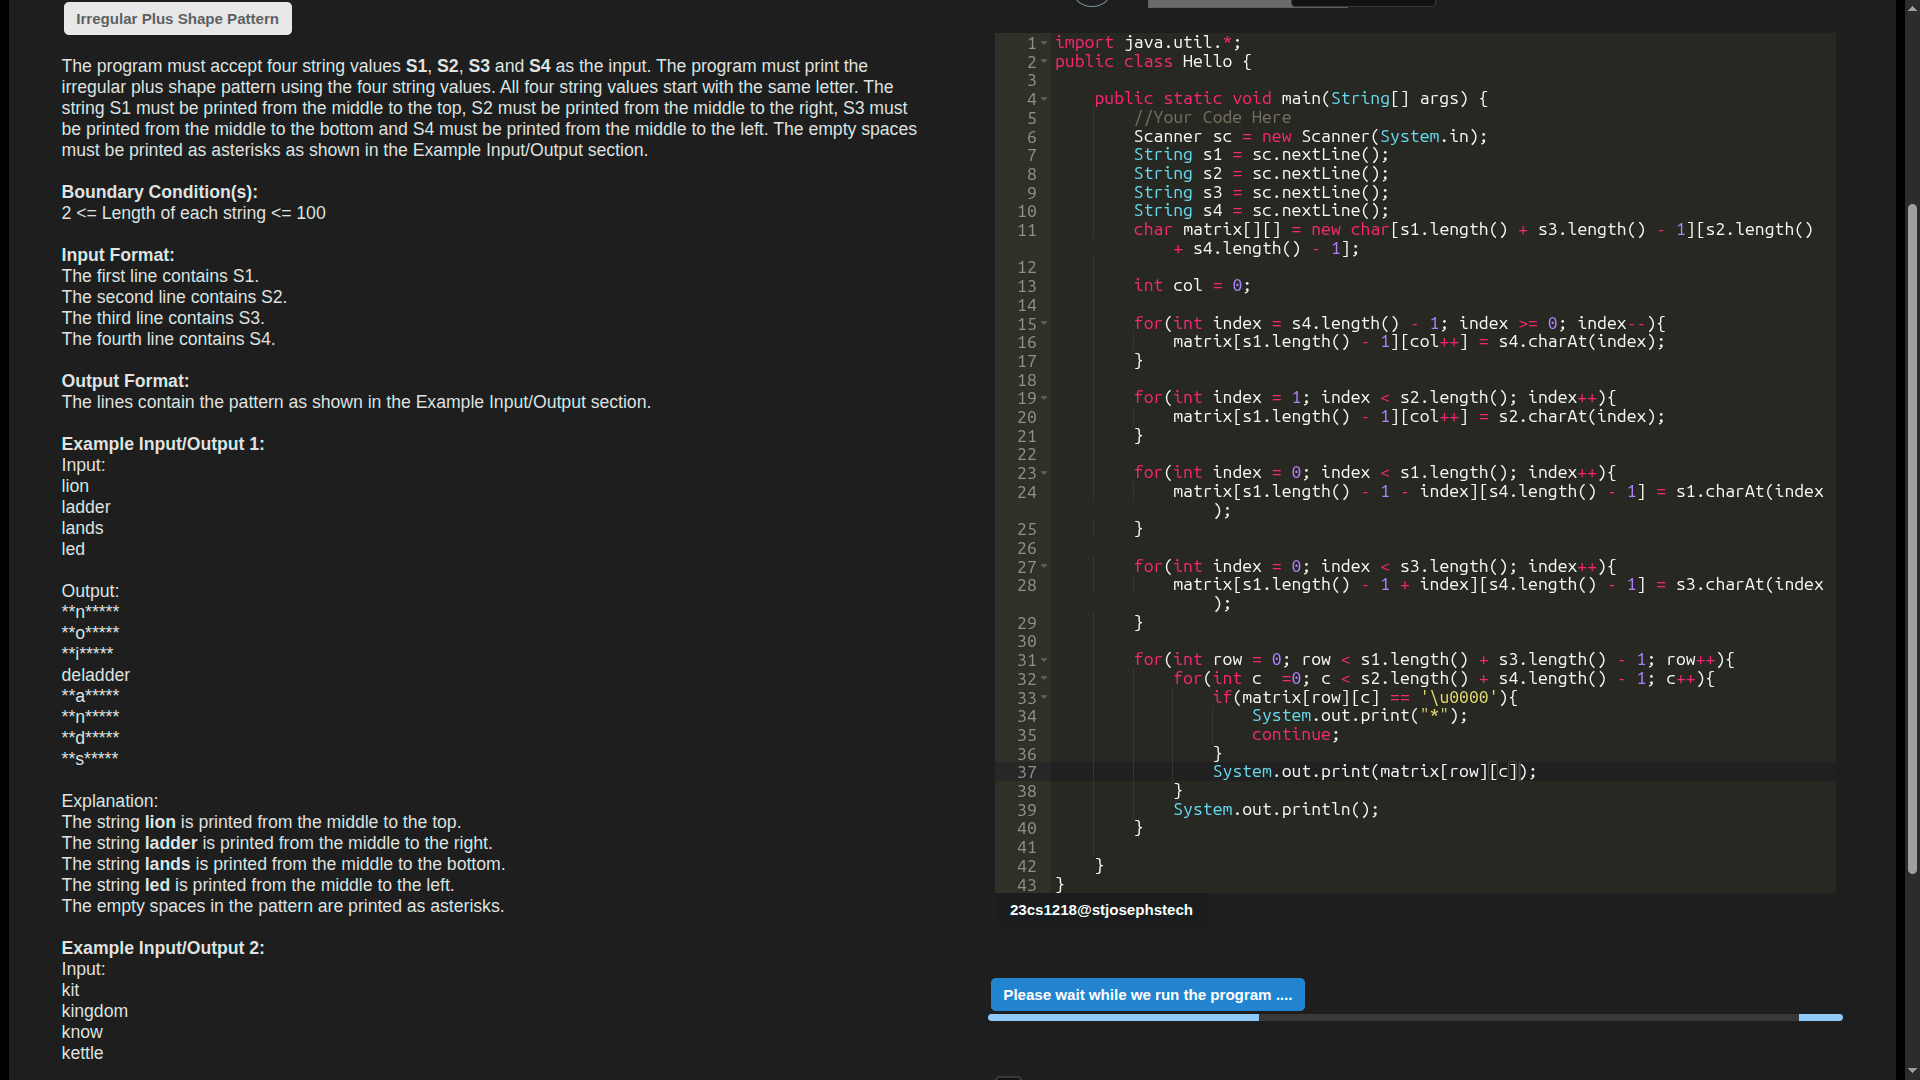 Irregular Plus Shape Pattern
The program must accept four string values S1, S2, S3 and S4 as the input. The program must print the
irregular plus shape pattern using the four string values. All four string values start with the same letter. The
string S1 must be printed from the middle to the top, S2 must be printed from the middle to the right, S3 must
be printed from the middle to the bottom and S4 must be printed from the middle to the left. The empty spaces
must be printed as asterisks as shown in the Example Input/Output section.
Boundary Condition(s):
2 <= Length of each string <= 100
Input Format:
The first line contains S1.
The second line contains S2.
The third line contains S3.
The fourth line contains S4.
Output Format:
The lines contain the pattern as shown in the Example Input/Output section.
Example Input/Output 1:
Input:
lion
ladder
lands
led
Output:
**n*****
**o*****
**i*****
deladder
**a*****
**n*****
**d*****
**s*****
Explanation:
The string lion is printed from the middle to the top.
The string ladder is printed from the middle to the right.
The string lands is printed from the middle to the bottom.
The string led is printed from the middle to the left.
The empty spaces in the pattern are printed as asterisks.
Example Input/Output 2:
Input:
kit
kingdom
know
kettle
1 import java.util.*;
2 public class Hello {
3
4 public static void main(String[] args) {
5 //Your Code Here
6 Scanner sc = new Scanner(System.in);
7 String s1 = sc.nextLine();
8 String s2 = sc.nextLine();
9 String s3 = sc.nextLine();
10 String s4 = sc.nextLine();
11 char matrix[][] = new char[s1.length() + s3.length() - 1][s2.length()
+ s4.length() - 1];
12
13 int col = 0;
14
15 for(int index = s4.length() - 1; index >= 0; index--){
16 matrix[s1.length() - 1][col++] = s4.charAt(index);
17 }
18
19 for(int index = 1; index < s2.length(); index++){
20 matrix[s1.length() - 1][col++] = s2.charAt(index);
21 }
22
23 for(int index = 0; index < s1.length(); index++){
24 matrix[s1.length() - 1 - index][s4.length() - 1] = s1.charAt(index
);
25 }
26
27 for(int index = 0; index < s3.length(); index++){
28 matrix[s1.length() - 1 + index][s4.length() - 1] = s3.charAt(index
);
29 }
30
31 for(int row = 0; row < s1.length() + s3.length() - 1; row++){
32 for(int c  =0; c < s2.length() + s4.length() - 1; c++){
33 if(matrix[row][c] == '\u0000'){
34 System.out.print("*");
35 continue;
36 }
37 System.out.print(matrix[row][c]);
38 }
39 System.out.println();
40 }
41
42 }
43 }
23cs1218@stjosephstech
Please wait while we run the program ....